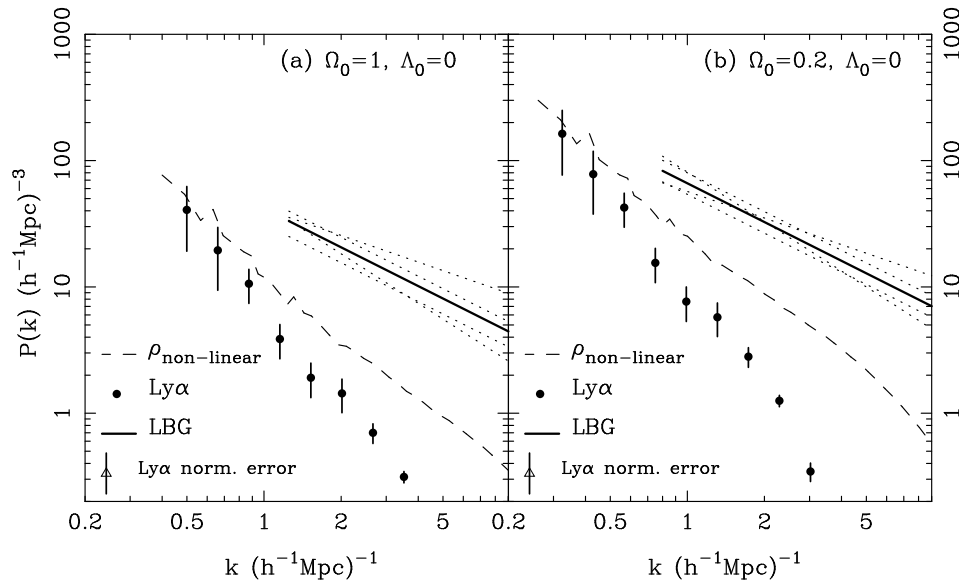 (a) Ω₀=1, Λ₀=0
(b) Ω₀=0.2, Λ₀=0
1000
100
10
1
P(k) (h⁻¹Mpc)⁻³
ρnon-linear
Lyα
LBG
Lyα norm. error
0.2
0.5
1
2
5
k (h⁻¹Mpc)⁻¹
ρnon-linear
Lyα
LBG
Lyα norm. error
0.2
0.5
1
2
5
k (h⁻¹Mpc)⁻¹
1000
100
10
1